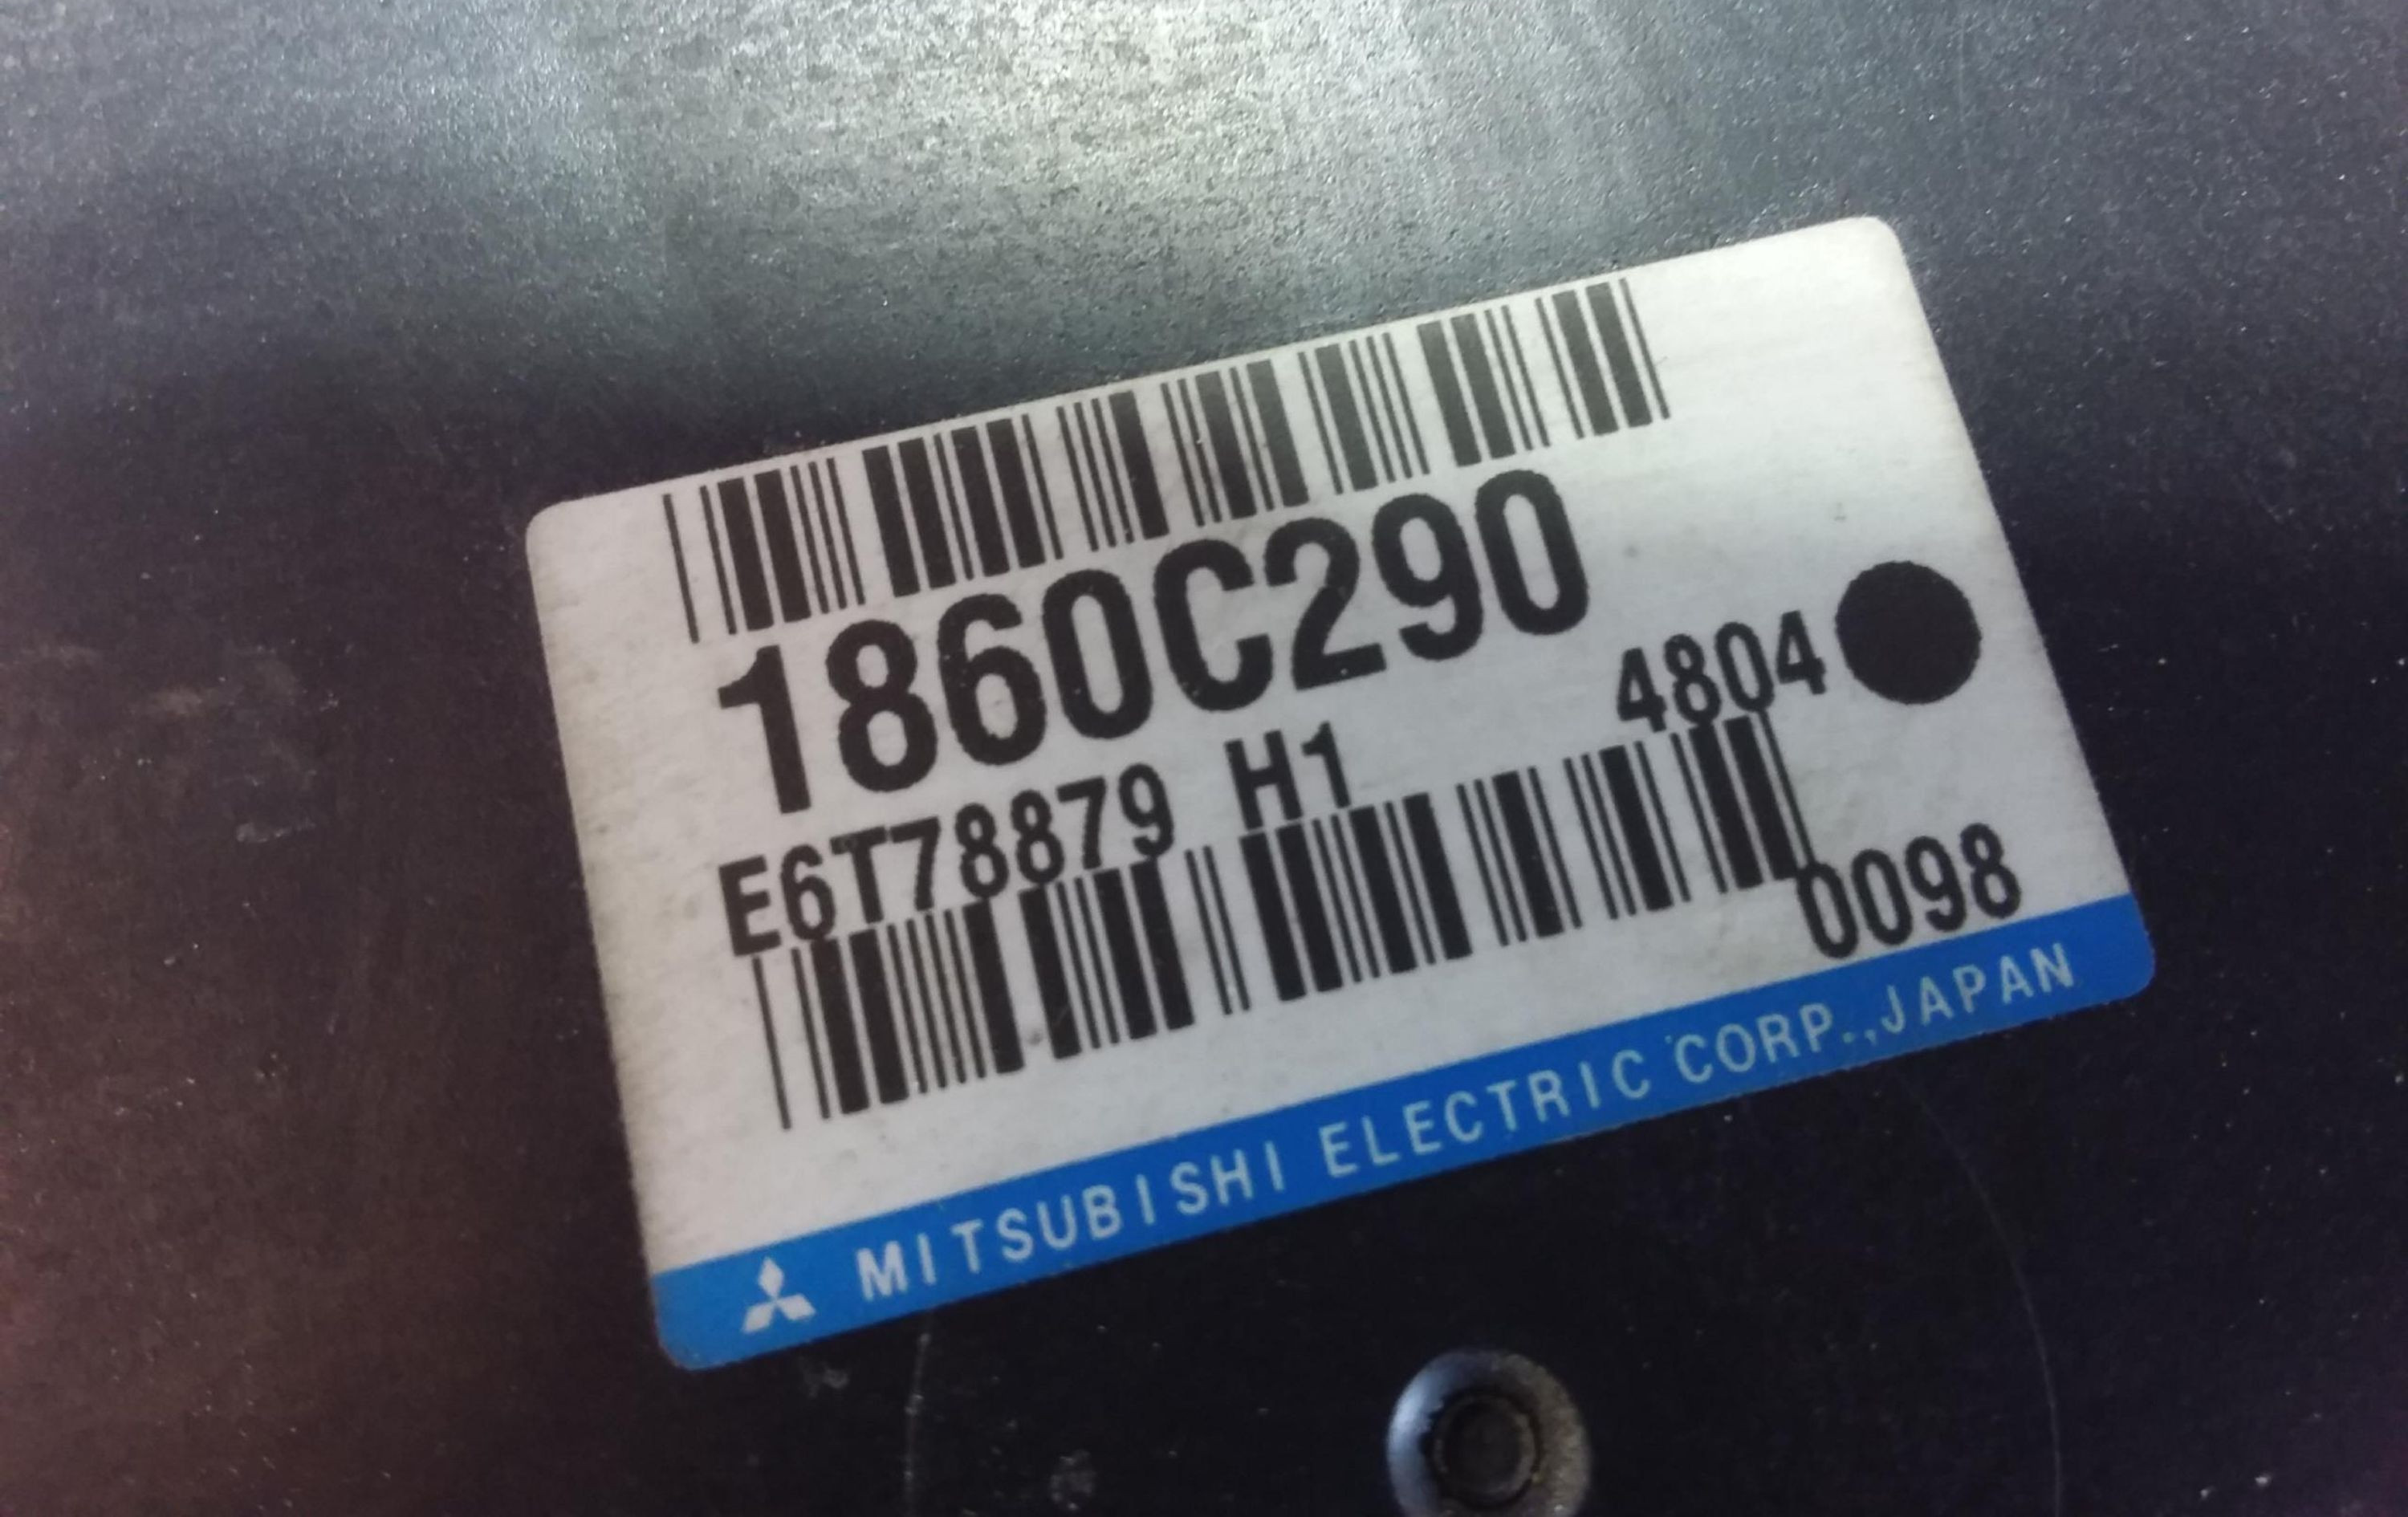 1860C290
4804
E6T78879 H1
0098
MITSUBISHI ELECTRIC CORP.,JAPAN